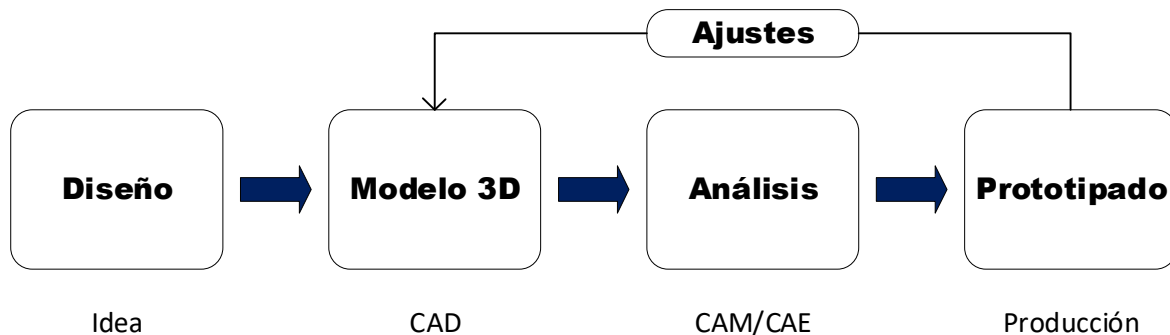 Ajustes
Diseño
Modelo 3D
Análisis
Prototipado
Idea
CAD
CAM/CAE
Producción